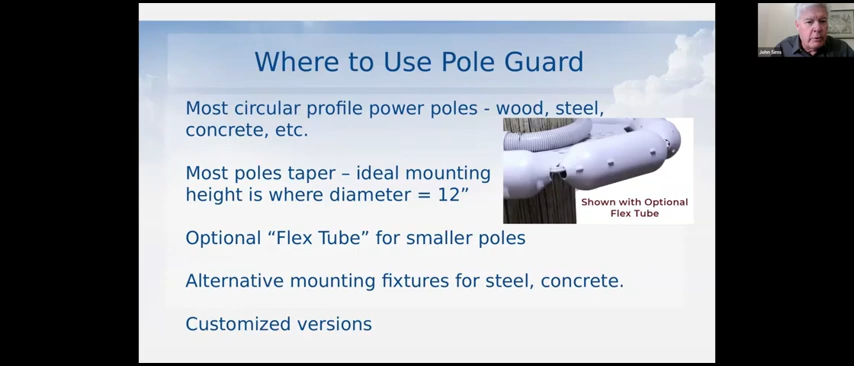 Where to Use Pole Guard
Most circular profile power poles - wood, steel,
concrete, etc.
Most poles taper – ideal mounting
height is where diameter = 12”
Shown with Optional
Flex Tube
Optional “Flex Tube” for smaller poles
Alternative mounting fixtures for steel, concrete.
Customized versions